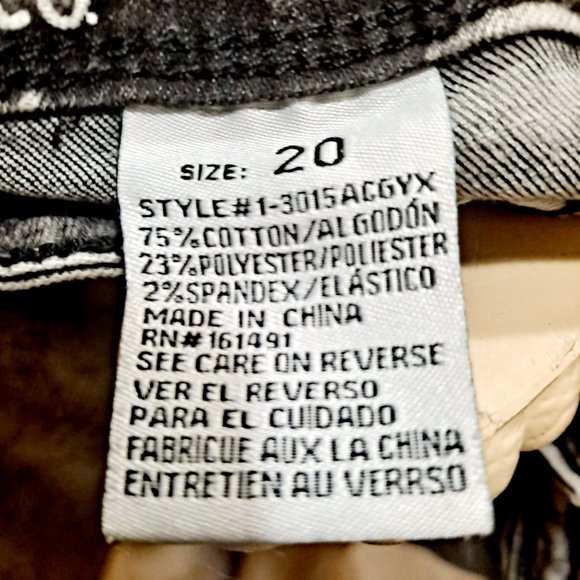 SIZE: 20
STYLE#1-3015ACGYX
75%COTTON/ALGODÓN
23%POLYESTER/POLIESTER
2%SPANDEX/ELÁSTICO
MADE IN CHINA
RN#161491
SEE CARE ON REVERSE
VER EL REVERSO
PARA EL CUIDADO
FABRICUE AUX LA CHINA
ENTRETIEN AU VERRSO